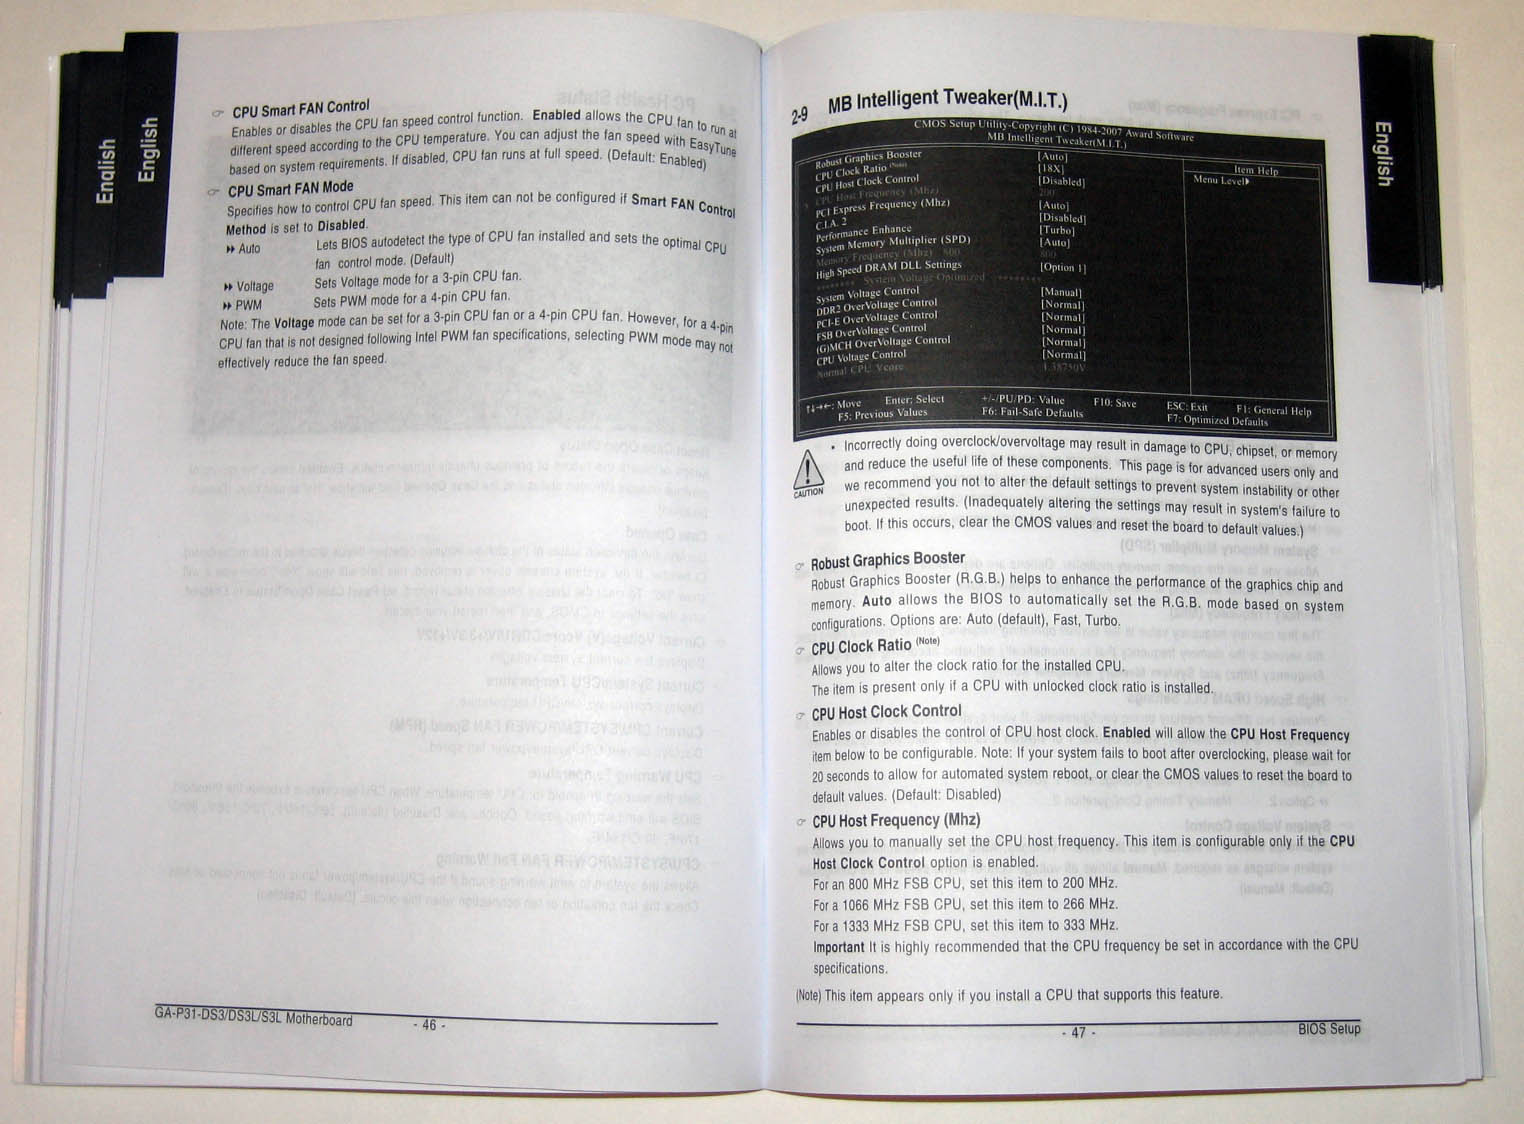 English
English
☞ CPU Smart FAN Control
Enables or disables the CPU fan speed control function. Enabled allows the CPU fan to run at
different speed according to the CPU temperature. You can adjust the fan speed with EasyTune
based on system requirements. If disabled, CPU fan runs at full speed. (Default: Enabled)
☞ CPU Smart FAN Mode
Specifies how to control CPU fan speed. This item can not be configured if Smart FAN Control
Method is set to Disabled.
▸▸ Auto Lets BIOS autodetect the type of CPU fan installed and sets the optimal CPU
fan control mode. (Default)
▸▸ Voltage Sets Voltage mode for a 3-pin CPU fan.
▸▸ PWM Sets PWM mode for a 4-pin CPU fan.
Note: The Voltage mode can be set for a 3-pin CPU fan or a 4-pin CPU fan. However, for a 4-pin
CPU fan that is not designed following Intel PWM fan specifications, selecting PWM mode may not
effectively reduce the fan speed.
GA-P31-DS3/DS3L/S3L Motherboard - 46 -
English
2-9 MB Intelligent Tweaker(M.I.T.)
CMOS Setup Utility-Copyright (C) 1984-2007 Award Software
MB Intelligent Tweaker(M.I.T.)
Robust Graphics Booster [Auto] Item Help
CPU Clock Ratio (Note) [18X] Menu Level▸
CPU Host Clock Control [Disabled]
CPU Host Frequency (Mhz) 200
PCI Express Frequency (Mhz) [Auto]
C.I.A. 2 [Disabled]
Performance Enhance [Turbo]
System Memory Multiplier (SPD) [Auto]
Memory Frequency (Mhz) 800 800
High Speed DRAM DLL Settings [Option 1]
******** System Voltage Optimized ********
System Voltage Control [Manual]
DDR2 OverVoltage Control [Normal]
PCI-E OverVoltage Control [Normal]
FSB OverVoltage Control [Normal]
(G)MCH OverVoltage Control [Normal]
CPU Voltage Control [Normal]
Normal CPU Vcore 1.38750V
↑↓→←: Move Enter: Select +/-/PU/PD: Value F10: Save ESC: Exit F1: General Help
F5: Previous Values F6: Fail-Safe Defaults F7: Optimized Defaults
CAUTION
• Incorrectly doing overclock/overvoltage may result in damage to CPU, chipset, or memory
and reduce the useful life of these components. This page is for advanced users only and
we recommend you not to alter the default settings to prevent system instability or other
unexpected results. (Inadequately altering the settings may result in system's failure to
boot. If this occurs, clear the CMOS values and reset the board to default values.)
☞ Robust Graphics Booster
Robust Graphics Booster (R.G.B.) helps to enhance the performance of the graphics chip and
memory. Auto allows the BIOS to automatically set the R.G.B. mode based on system
configurations. Options are: Auto (default), Fast, Turbo.
☞ CPU Clock Ratio (Note)
Allows you to alter the clock ratio for the installed CPU.
The item is present only if a CPU with unlocked clock ratio is installed.
☞ CPU Host Clock Control
Enables or disables the control of CPU host clock. Enabled will allow the CPU Host Frequency
item below to be configurable. Note: If your system fails to boot after overclocking, please wait for
20 seconds to allow for automated system reboot, or clear the CMOS values to reset the board to
default values. (Default: Disabled)
☞ CPU Host Frequency (Mhz)
Allows you to manually set the CPU host frequency. This item is configurable only if the CPU
Host Clock Control option is enabled.
For an 800 MHz FSB CPU, set this item to 200 MHz.
For a 1066 MHz FSB CPU, set this item to 266 MHz.
For a 1333 MHz FSB CPU, set this item to 333 MHz.
Important It is highly recommended that the CPU frequency be set in accordance with the CPU
specifications.
(Note) This item appears only if you install a CPU that supports this feature.
- 47 - BIOS Setup